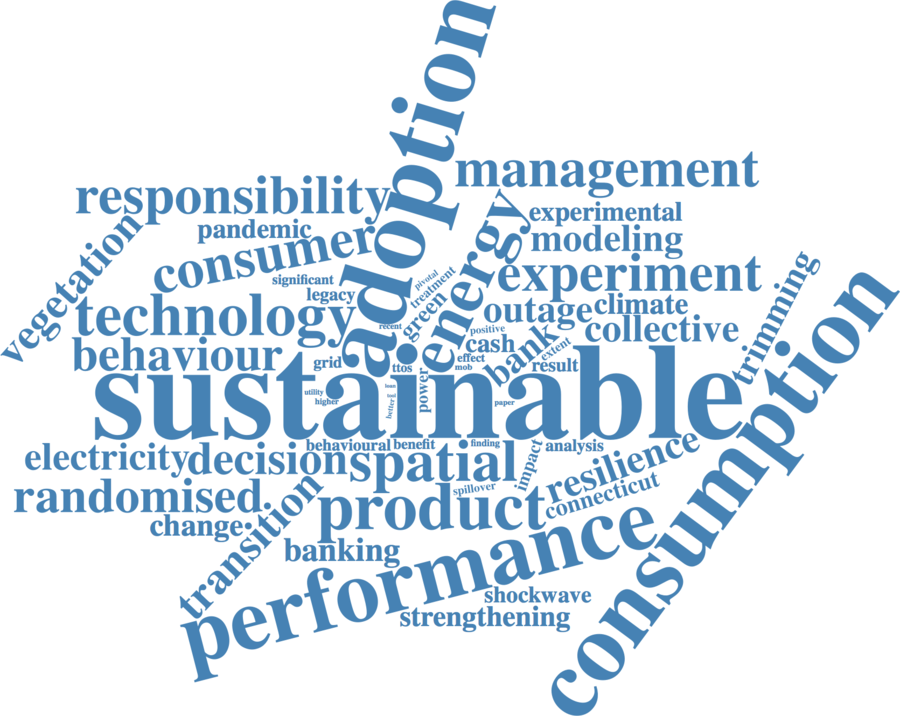 adoption
management
responsibility
experimental
pandemic
consumer
modeling
vegetation
energy
experiment
significant
pivotal
treatment
legacy
green
technology
outage
climate
trimming
recent
positive
collective
behaviour
cash
bank
extent
grid
effect
result
ttos
mob
power
sustainable
consumption
loan
tool
utility
higher
better
paper
behavioural
benefit
finding
analysis
electricity
decision
spatial
impact
resilience
spillover
connecticut
randomised
product
change
transition
banking
performance
shockwave
strengthening